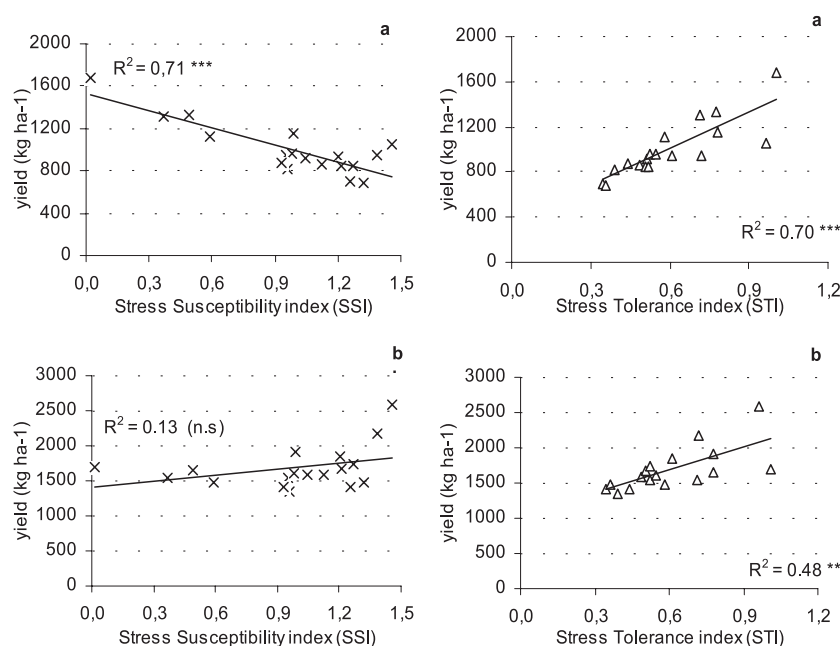 a
2000
1600
1200
800
400
0
yield (kg ha-1)
R² = 0,71 ***
0,0 0,3 0,6 0,9 1,2 1,5
Stress Susceptibility index (SSI)
a
2000
1600
1200
800
400
0
yield (kg ha-1)
R² = 0.70 ***
0,0 0,3 0,6 0,9 1,2
Stress Tolerance index (STI)
b
3000
2500
2000
1500
1000
500
0
yield (kg ha-1)
R² = 0.13 (n.s)
0,0 0,3 0,6 0,9 1,2 1,5
Stress Susceptibility index (SSI)
b
3000
2500
2000
1500
1000
500
0
yield (kg ha-1)
R² = 0.48 **
0,0 0,3 0,6 0,9 1,2
Stress Tolerance index (STI)